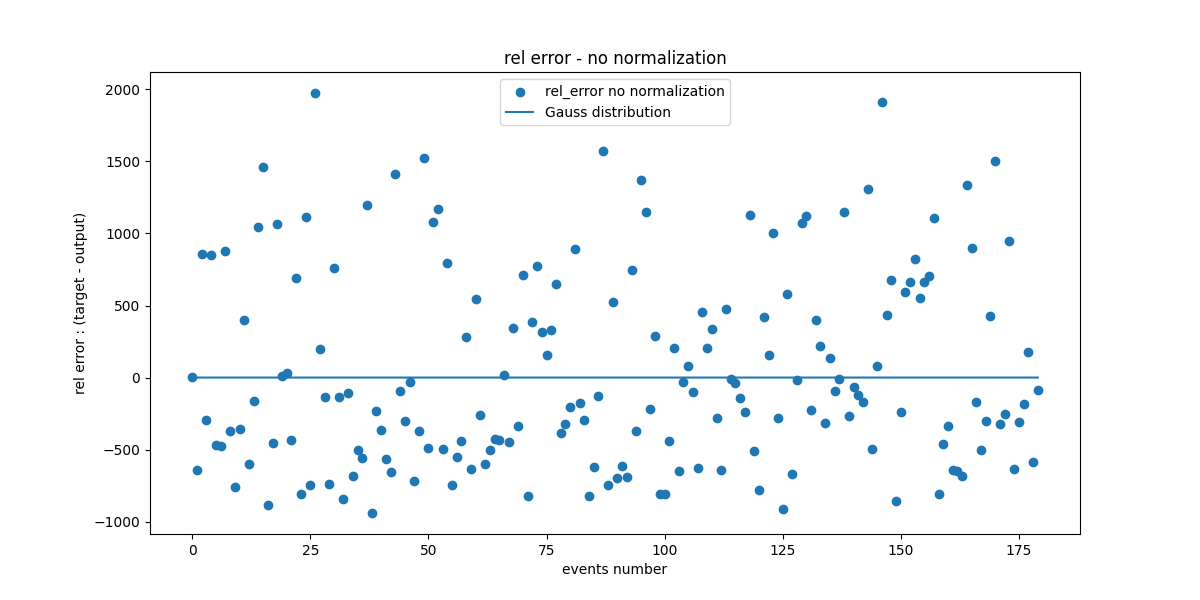 rel error - no normalization
rel_error no normalization
Gauss distribution
2000
1500
1000
500
0
−500
−1000
rel error : (target - output)
0 25 50 75 100 125 150 175
events number